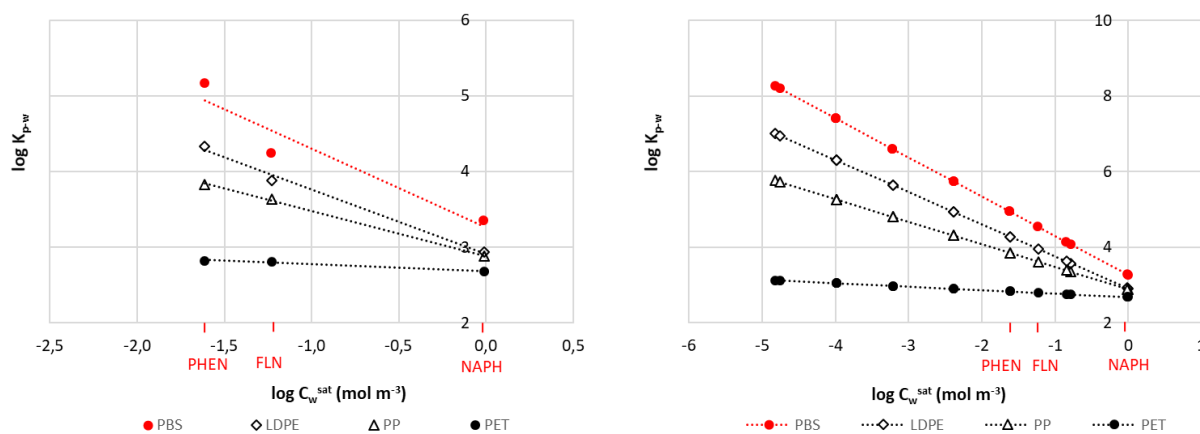 6
5
4
3
2
log K_p-w
-2,5 -2,0 -1,5 -1,0 -0,5 0,0 0,5
PHEN FLN NAPH
log C_w^sat (mol m⁻³)
PBS LDPE PP PET
10
8
6
4
2
log K_p-w
-6 -5 -4 -3 -2 -1 0 1
PHEN FLN NAPH
log C_w^sat (mol m⁻³)
PBS LDPE PP PET